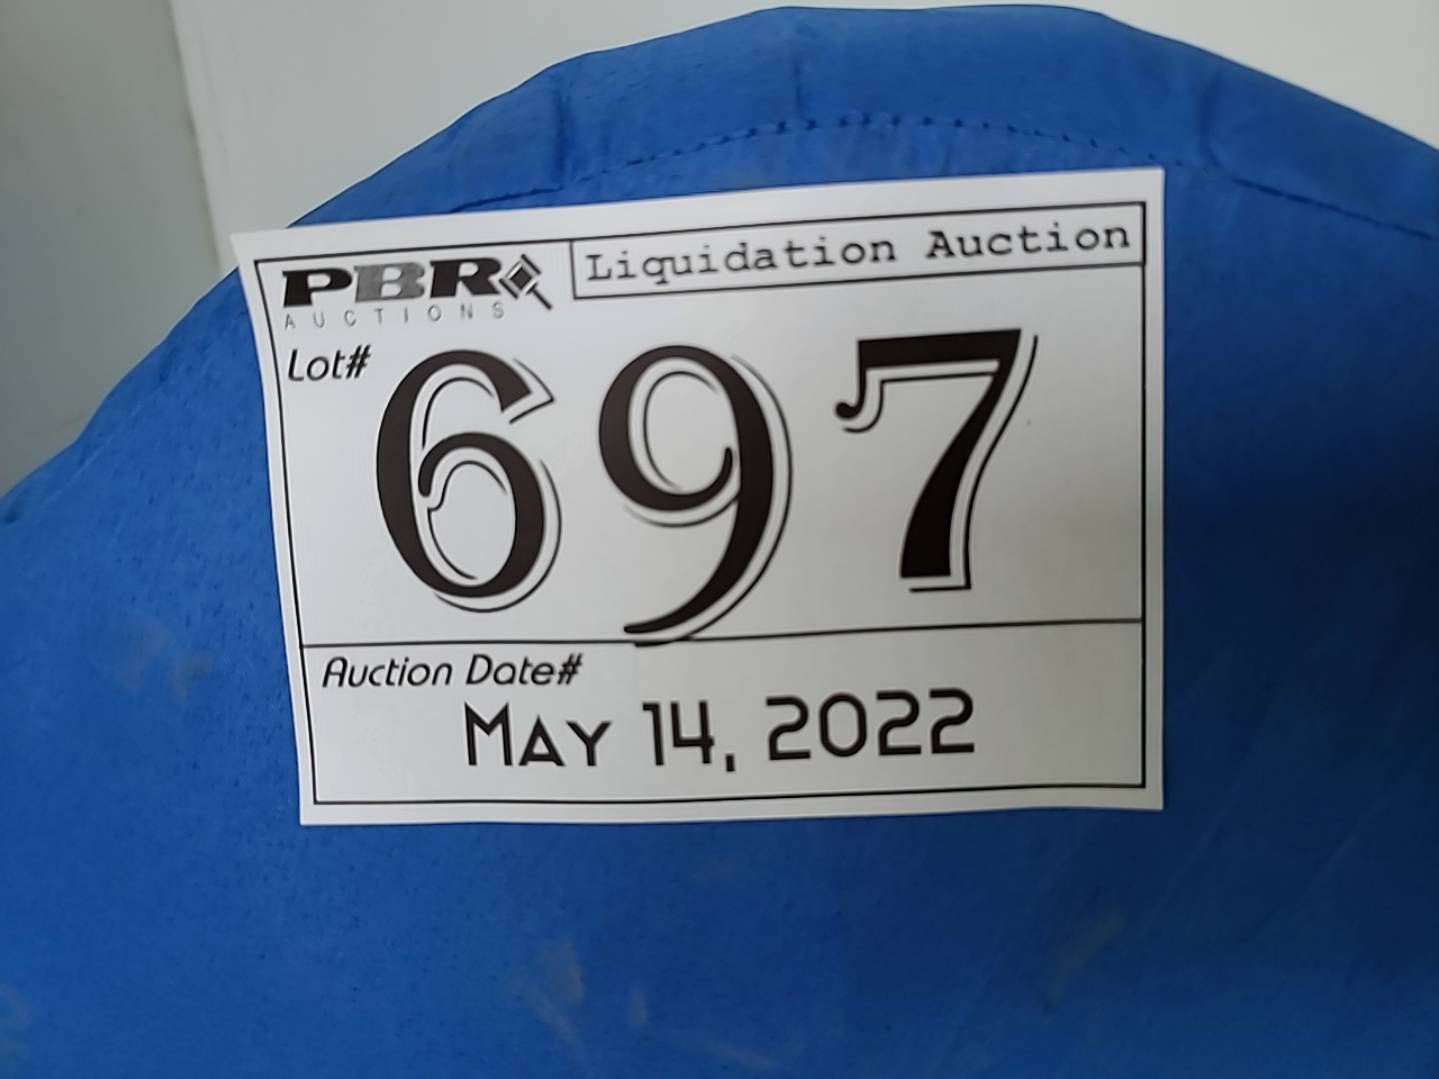 PBR
AUCTIONS
Liquidation Auction
Lot#
697
Auction Date#
MAY 14, 2022